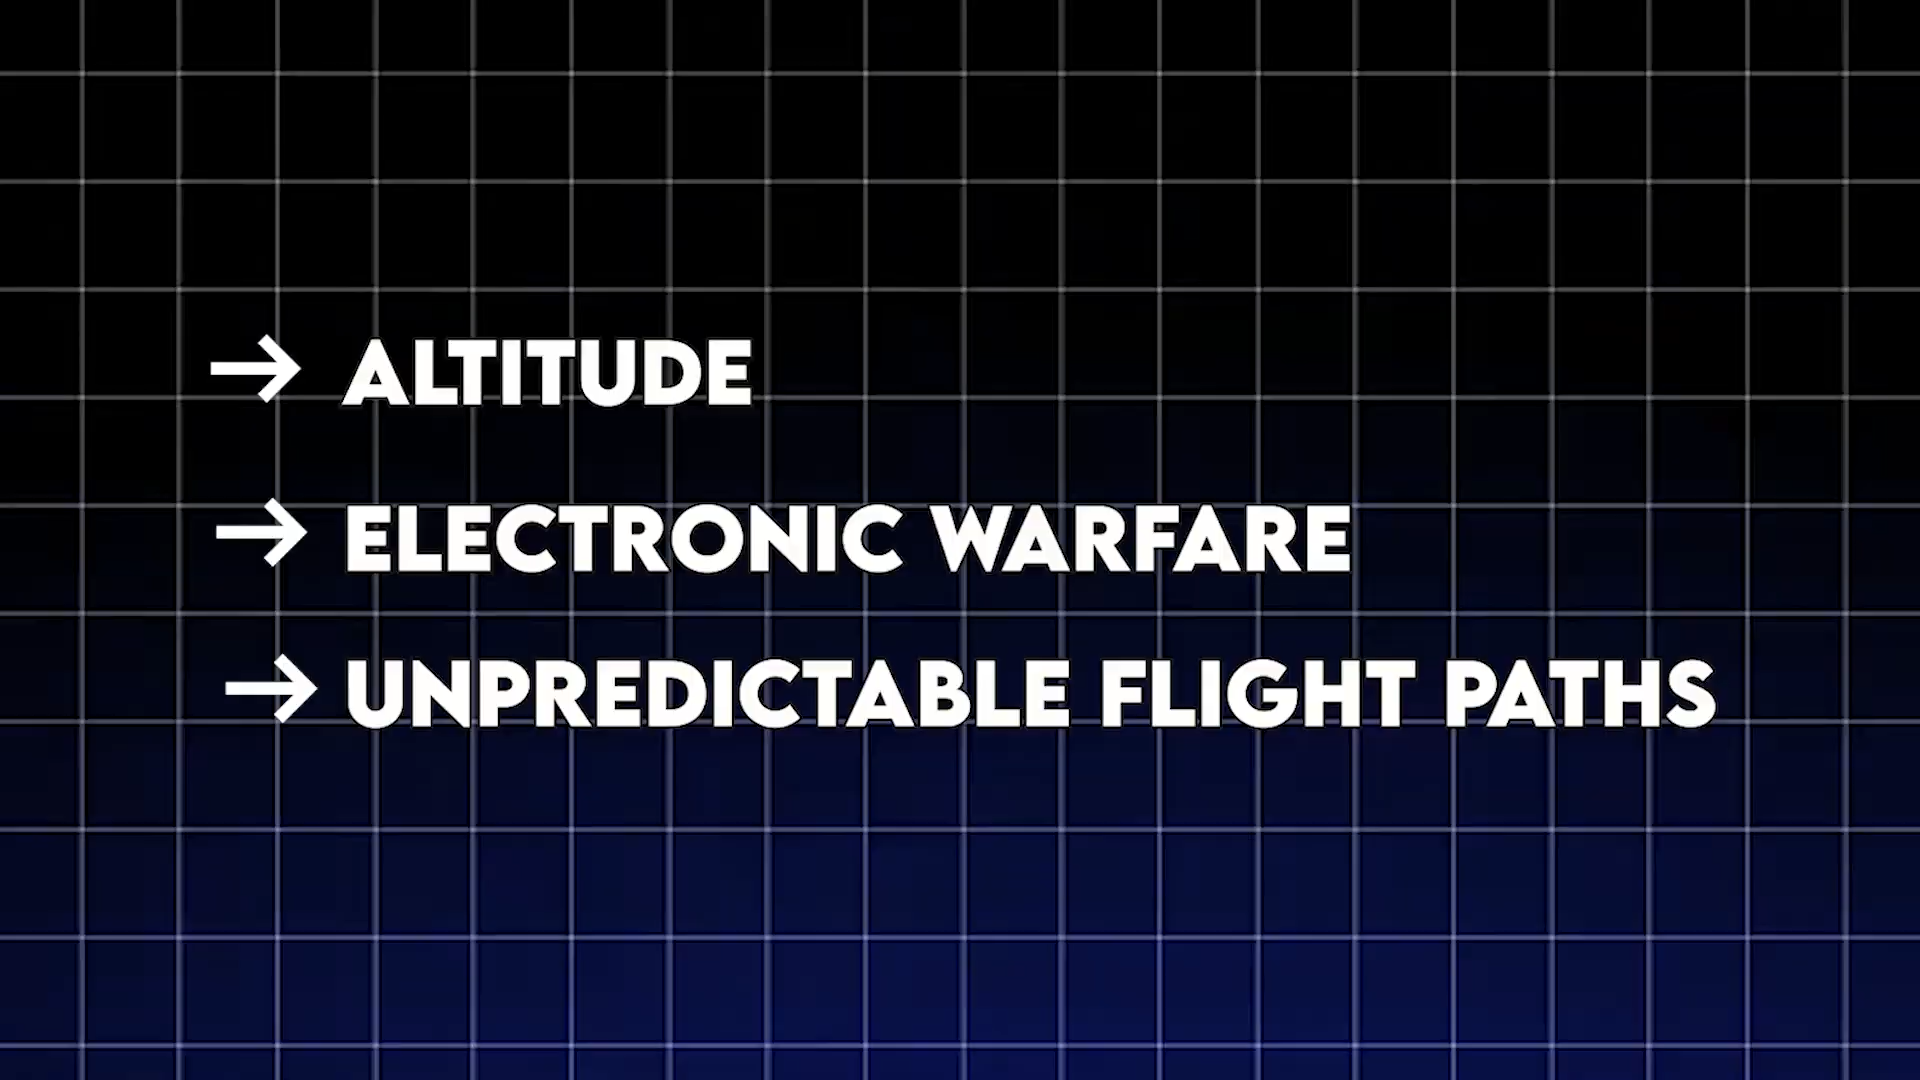 → ALTITUDE
→ ELECTRONIC WARFARE
→ UNPREDICTABLE FLIGHT PATHS